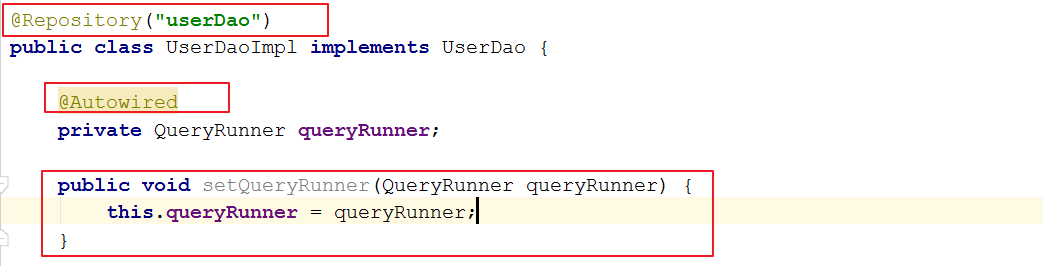 @Repository("userDao")
public class UserDaoImpl implements UserDao {
@Autowired
private QueryRunner queryRunner;
public void setQueryRunner(QueryRunner queryRunner) {
this.queryRunner = queryRunner;
}